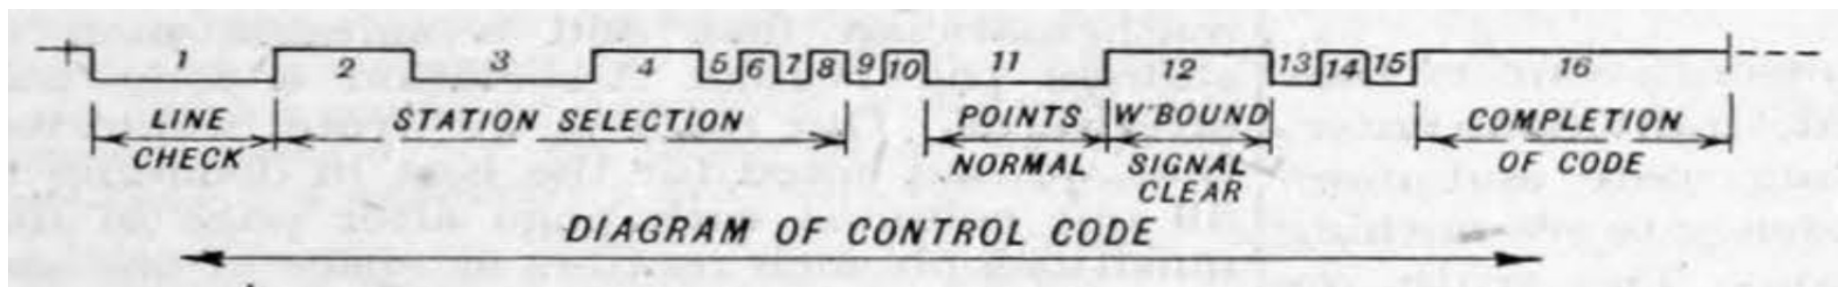 1 2 3 4 5 6 7 8 9 10 11 12 13 14 15 16
LINE CHECK
STATION SELECTION
POINTS NORMAL
W'BOUND SIGNAL CLEAR
COMPLETION OF CODE
DIAGRAM OF CONTROL CODE